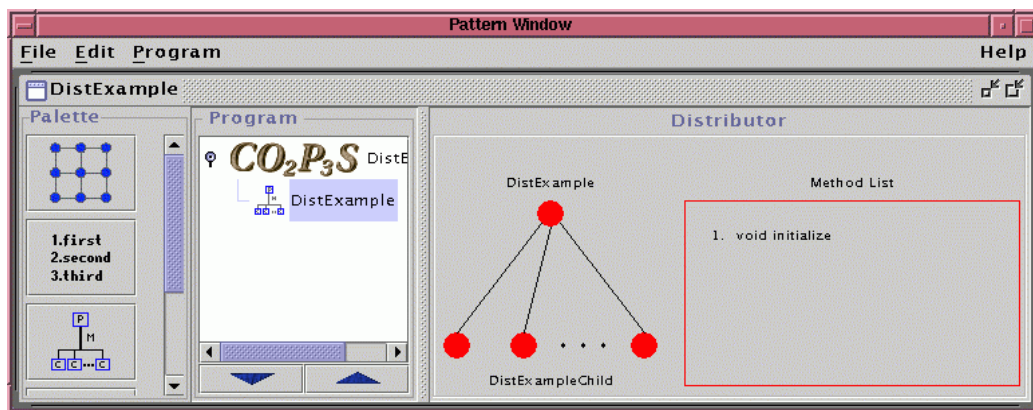 Pattern Window
File Edit Program Help
DistExample
Palette
1.first
2.second
3.third
P
M
C C C
Program
CO2P3S DistE
P
M
DistExample
Distributor
DistExample
DistExampleChild
Method List
1. void initialize